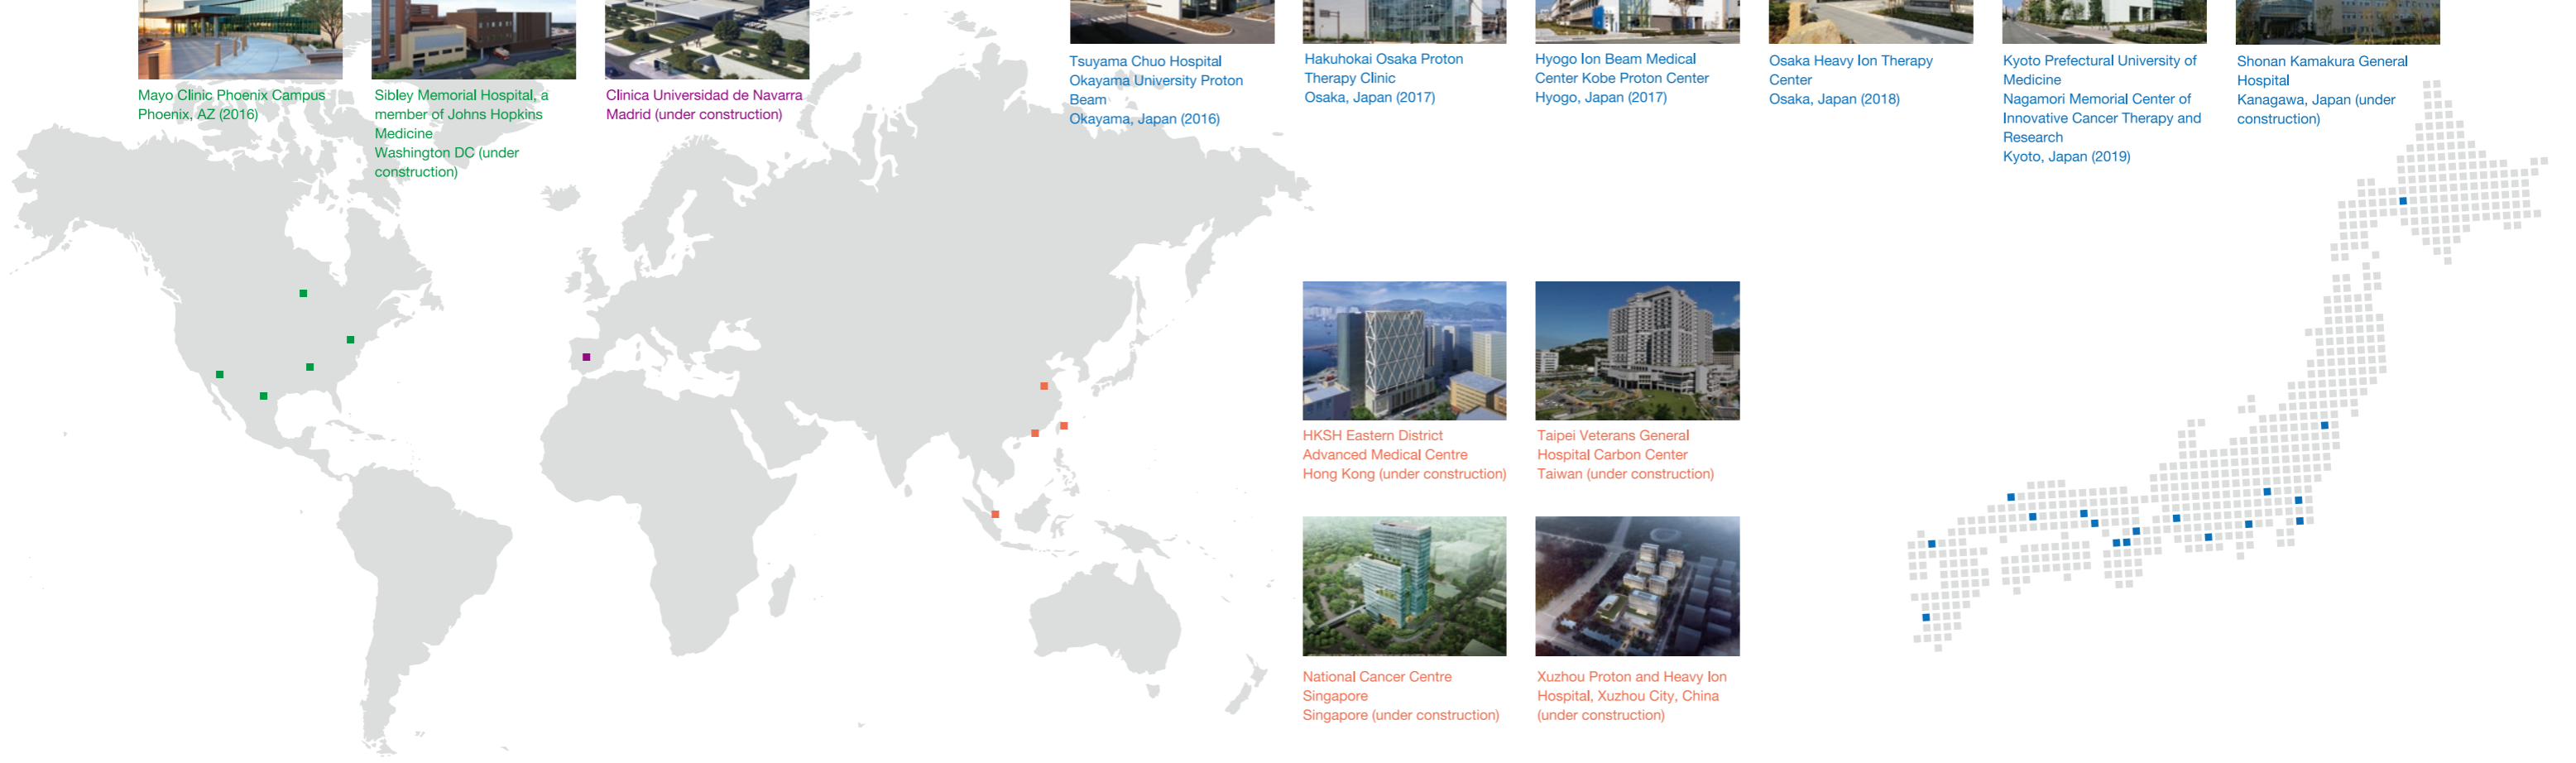 Mayo Clinic Phoenix Campus
Phoenix, AZ (2016)
Sibley Memorial Hospital, a
member of Johns Hopkins
Medicine
Washington DC (under
construction)
Clinica Universidad de Navarra
Madrid (under construction)
Tsuyama Chuo Hospital
Okayama University Proton
Beam
Okayama, Japan (2016)
Hakuhokai Osaka Proton
Therapy Clinic
Osaka, Japan (2017)
Hyogo Ion Beam Medical
Center Kobe Proton Center
Hyogo, Japan (2017)
Osaka Heavy Ion Therapy
Center
Osaka, Japan (2018)
Kyoto Prefectural University of
Medicine
Nagamori Memorial Center of
Innovative Cancer Therapy and
Research
Kyoto, Japan (2019)
Shonan Kamakura General
Hospital
Kanagawa, Japan (under
construction)
HKSH Eastern District
Advanced Medical Centre
Hong Kong (under construction)
Taipei Veterans General
Hospital Carbon Center
Taiwan (under construction)
National Cancer Centre
Singapore
Singapore (under construction)
Xuzhou Proton and Heavy Ion
Hospital, Xuzhou City, China
(under construction)